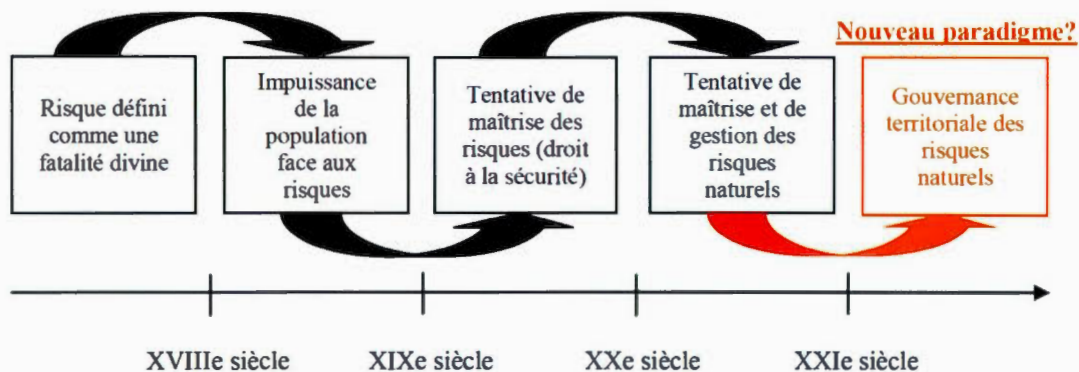 Nouveau paradigme?
Risque défini
comme une
fatalité divine
Impuissance
de la
population
face aux
risques
Tentative de
maîtrise des
risques (droit
à la sécurité)
Tentative de
maîtrise et de
gestion des
risques
naturels
Gouvernance
territoriale des
risques
naturels
XVIIIe siècle
XIXe siècle
XXe siècle
XXIe siècle